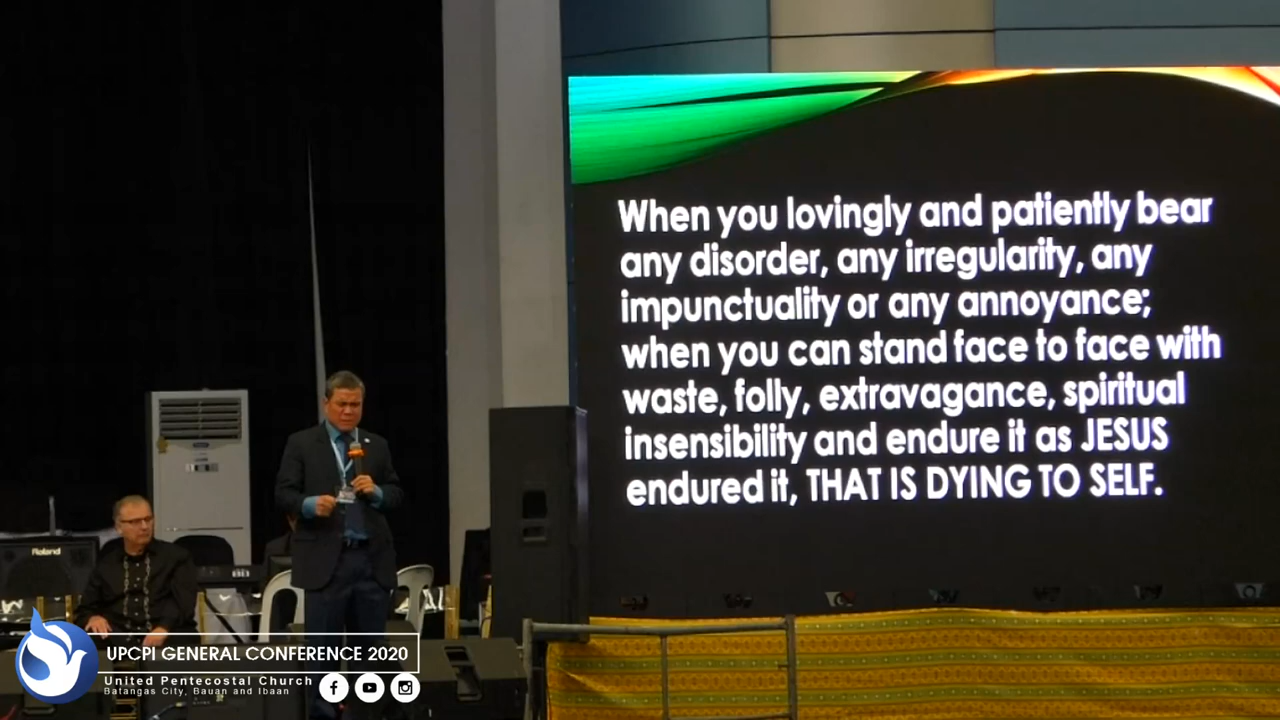 When you lovingly and patiently bear
any disorder, any irregularity, any
impunctuality or any annoyance;
when you can stand face to face with
waste, folly, extravagance, spiritual
insensibility and endure it as JESUS
endured it, THAT IS DYING TO SELF.
Roland
UPCPI GENERAL CONFERENCE 2020
United Pentecostal Church
Batangas City, Bauan and Ibaan